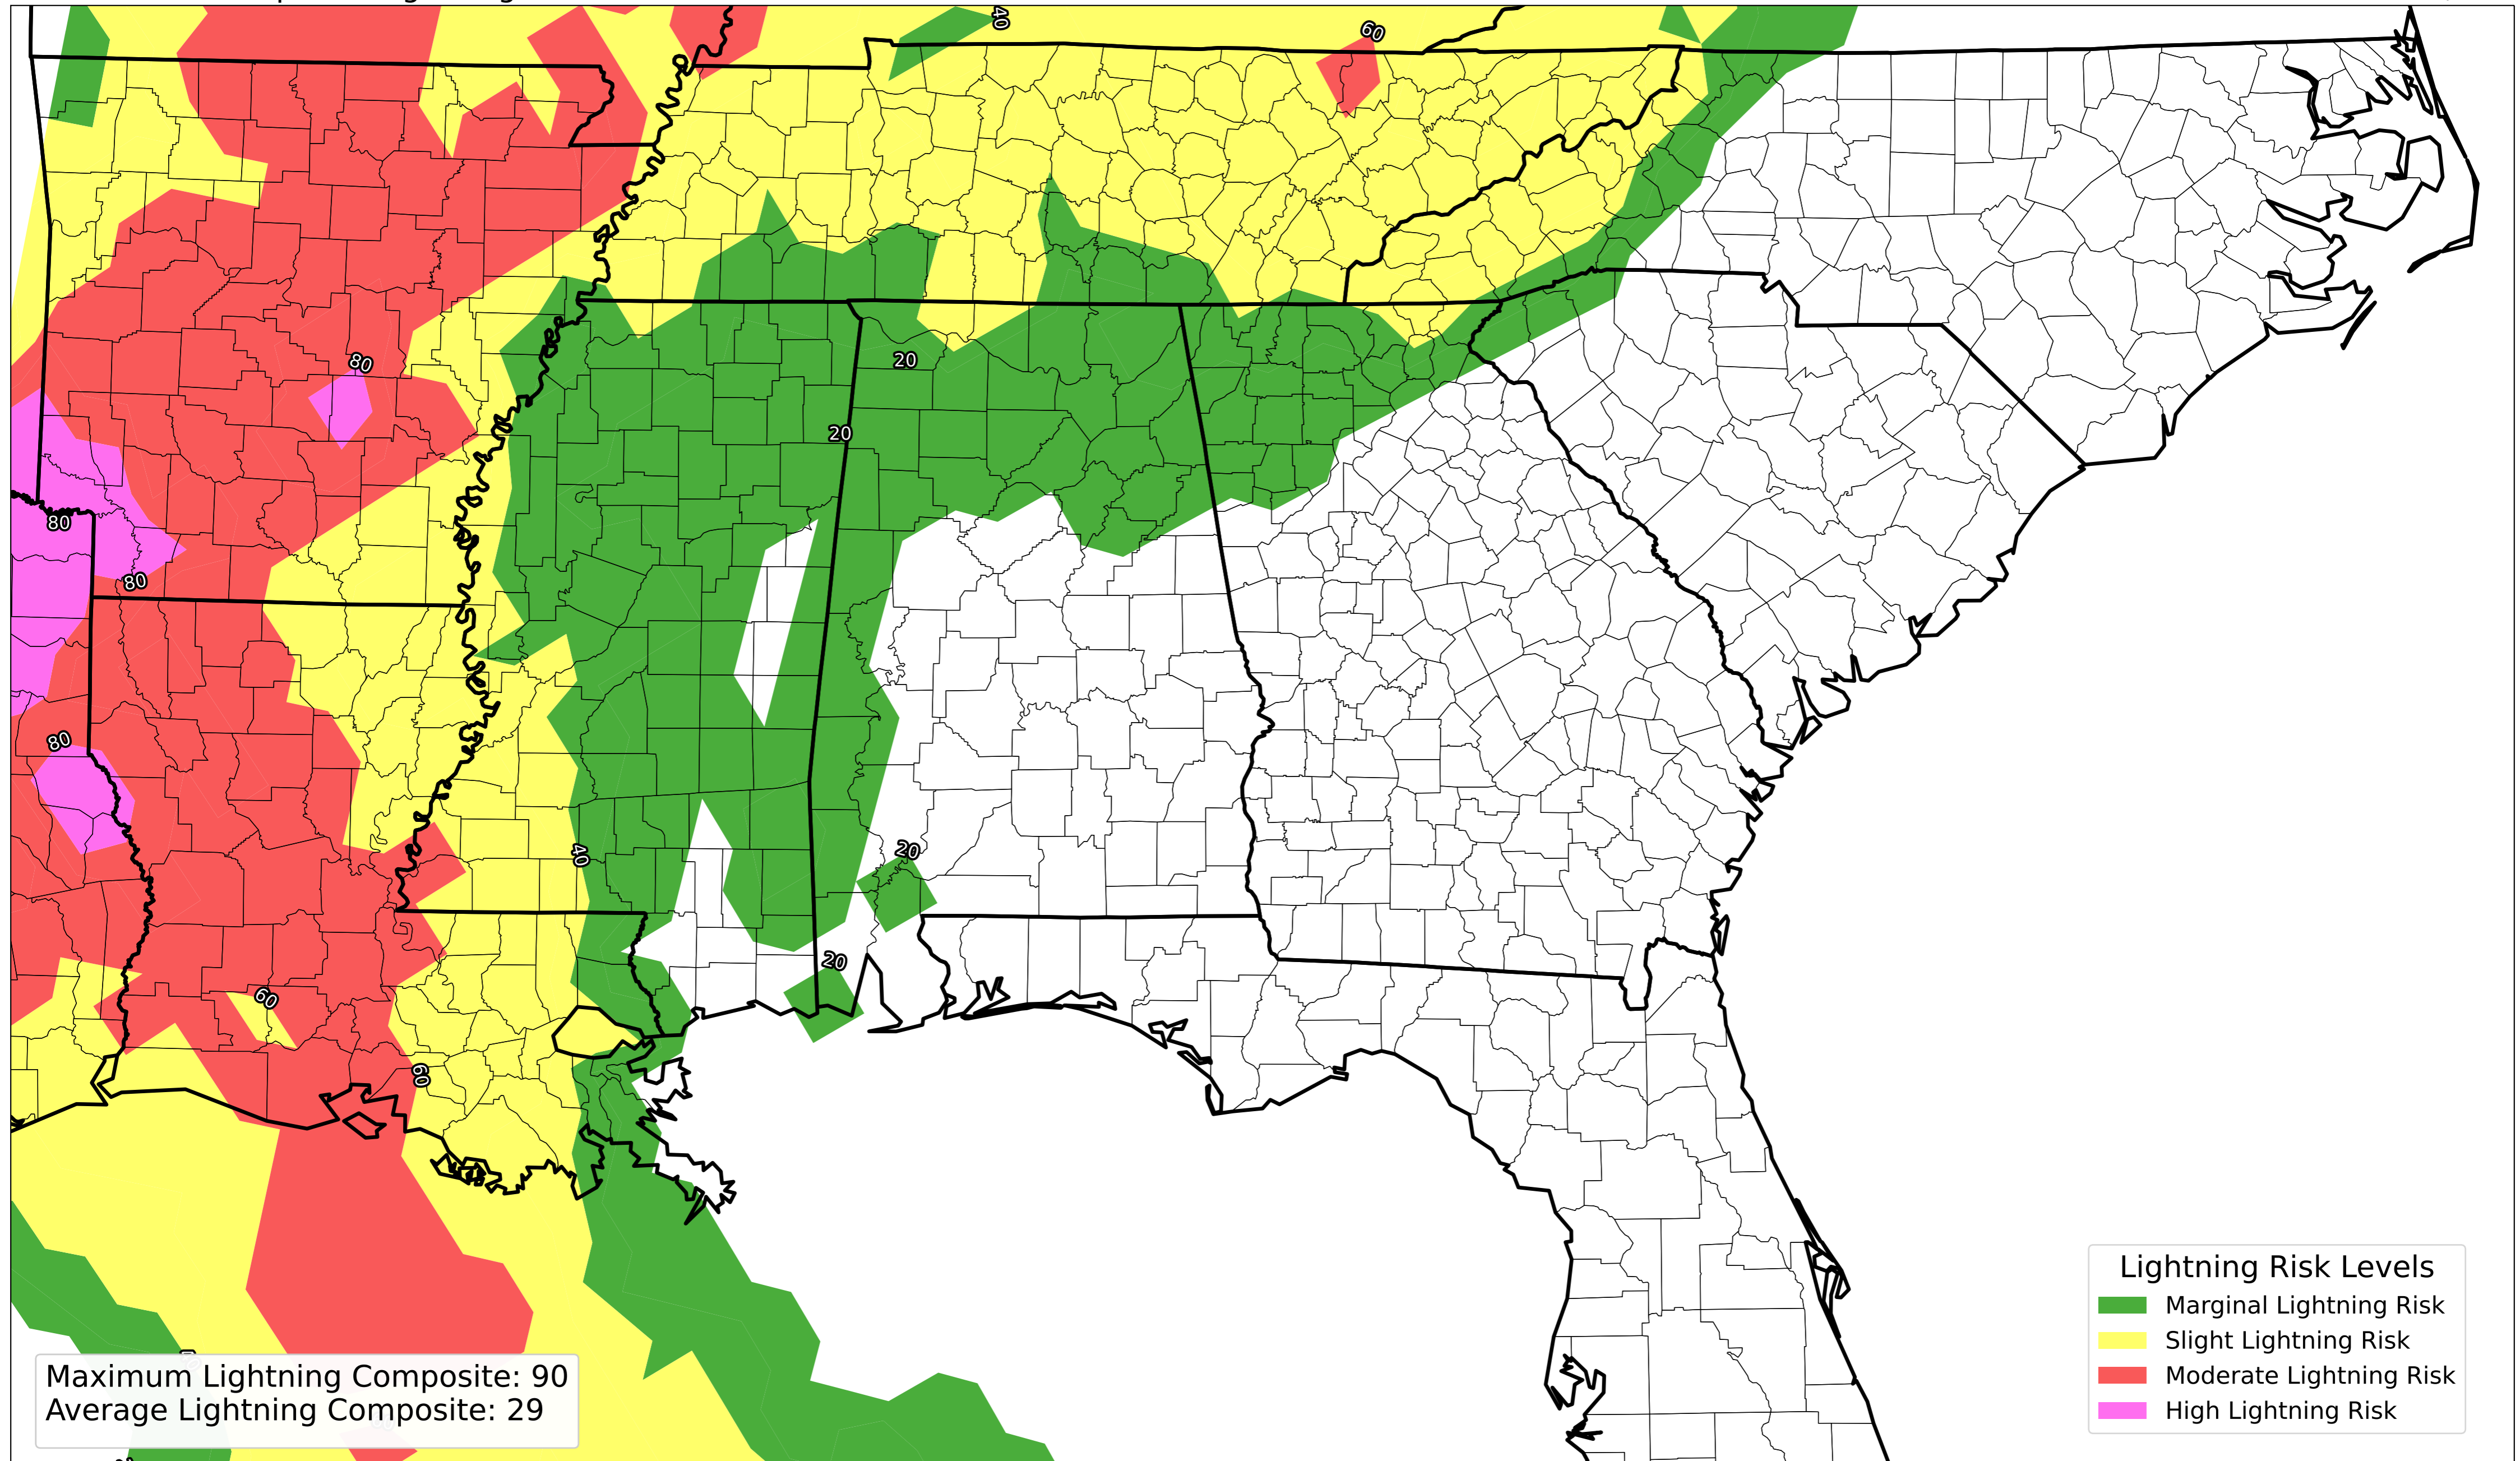 40
60
80
20
20
80
80
80
20
40
20
60
60
Lightning Risk Levels
Marginal Lightning Risk
Slight Lightning Risk
Moderate Lightning Risk
High Lightning Risk
Maximum Lightning Composite: 90
Average Lightning Composite: 29